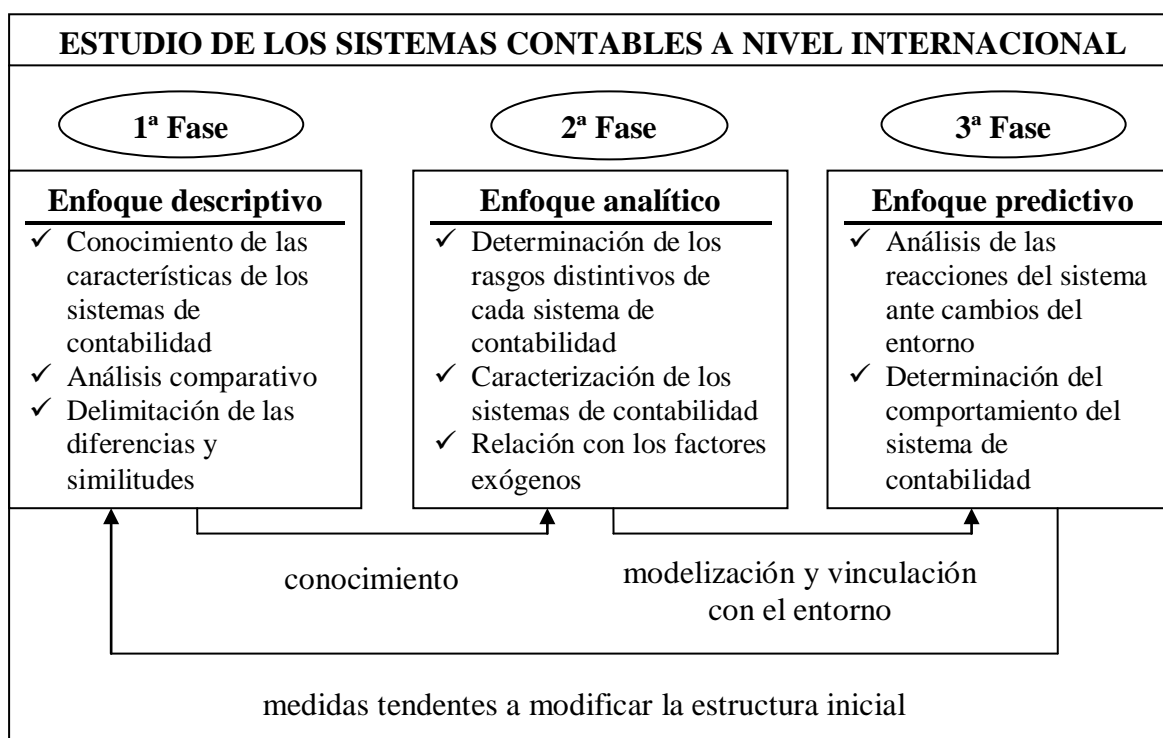 ESTUDIO DE LOS SISTEMAS CONTABLES A NIVEL INTERNACIONAL
1ª Fase
2ª Fase
3ª Fase
Enfoque descriptivo
✓ Conocimiento de las
características de los
sistemas de
contabilidad
✓ Análisis comparativo
✓ Delimitación de las
diferencias y
similitudes
Enfoque analítico
✓ Determinación de los
rasgos distintivos de
cada sistema de
contabilidad
✓ Caracterización de los
sistemas de contabilidad
✓ Relación con los factores
exógenos
Enfoque predictivo
✓ Análisis de las
reacciones del sistema
ante cambios del
entorno
✓ Determinación del
comportamiento del
sistema de
contabilidad
conocimiento
modelización y vinculación
con el entorno
medidas tendentes a modificar la estructura inicial